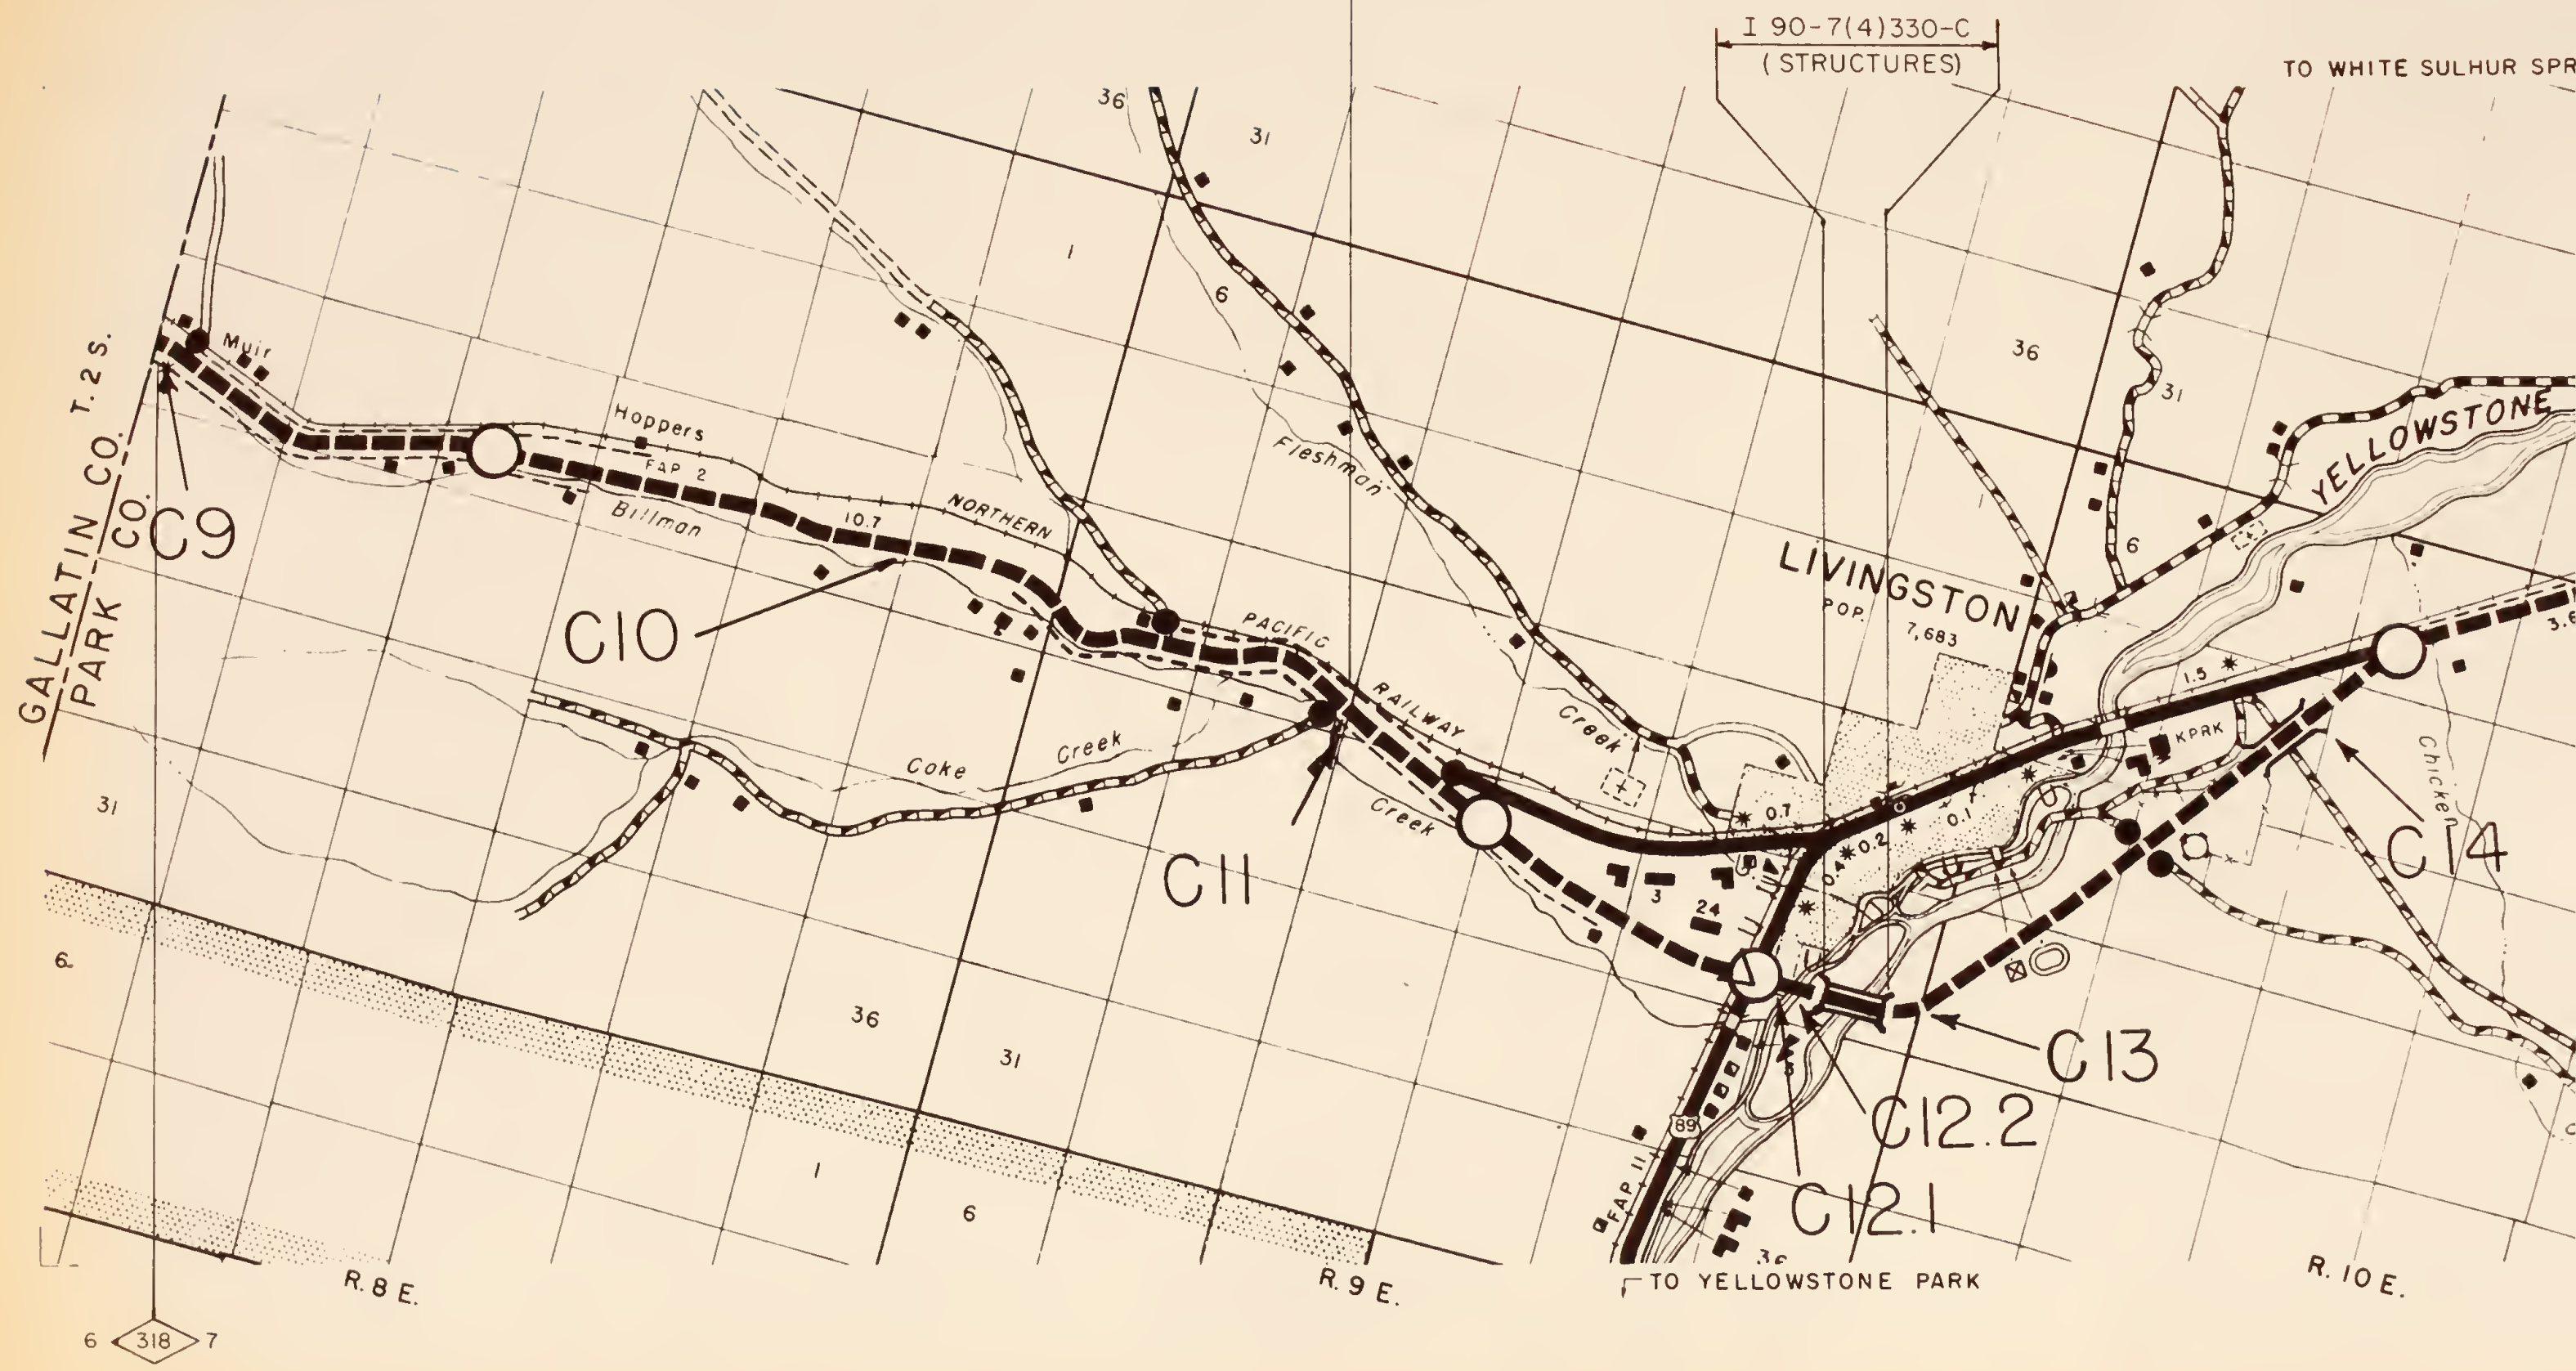 I 90-7(4)330-C
(STRUCTURES)
TO WHITE SULHUR SPR
36
31
1
6
36
31
6
T. 2 S.
Muir
Hoppers
FAP 2
Billman
10.7
NORTHERN
PACIFIC
RAILWAY
Fleshman
Creek
YELLOWSTONE
LIVINGSTON
POP.
7,683
GALLATIN CO.
PARK CO.
C9
C10
C11
Coke
Creek
Creek
0.7
0.2
0.4
0.1
1.5
3.6
KPRK
Chicken
3
24
C14
C13
C12.2
C12.1
3
89
FAP 11
31
6
36
31
1
6
36
TO YELLOWSTONE PARK
R. 8 E.
R. 9 E.
R. 10 E.
6
318
7